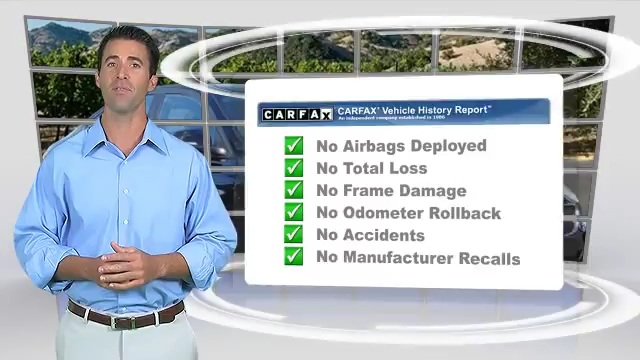 CARFAX
CARFAX® Vehicle History Report™
An independent company established in 1986
No Airbags Deployed
No Total Loss
No Frame Damage
No Odometer Rollback
No Accidents
No Manufacturer Recalls